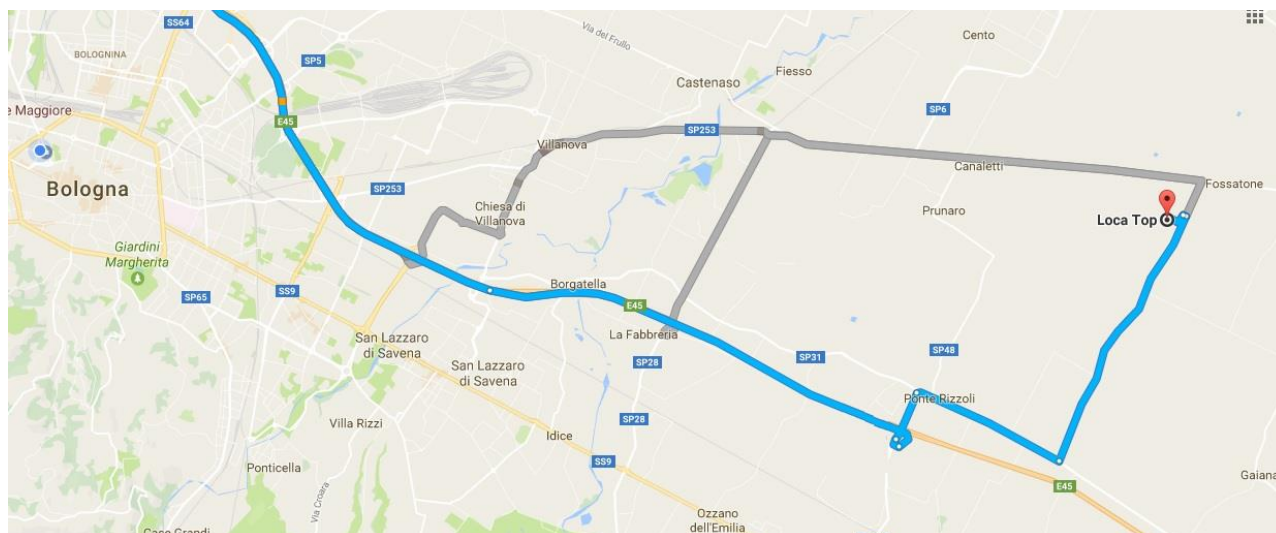 SS64
Via del Frullo
Cento
BOLOGNINA
SP5
Fiesso
Castenaso
e Maggiore
SP6
E45
SP253
Villanova
Canaletti
Fossatone
Bologna
SP253
Chiesa di
Villanova
Prunaro
Loca Top
Giardini
Margherita
Borgatella
SP65
SS9
E45
La Fabbreria
San Lazzaro
di Savena
SP48
SP31
San Lazzaro
di Savena
SP28
Ponte Rizzoli
Villa Rizzi
SP28
Idice
Ponticella
SS9
Gaiana
E45
Via Croara
Ozzano
dell'Emilia